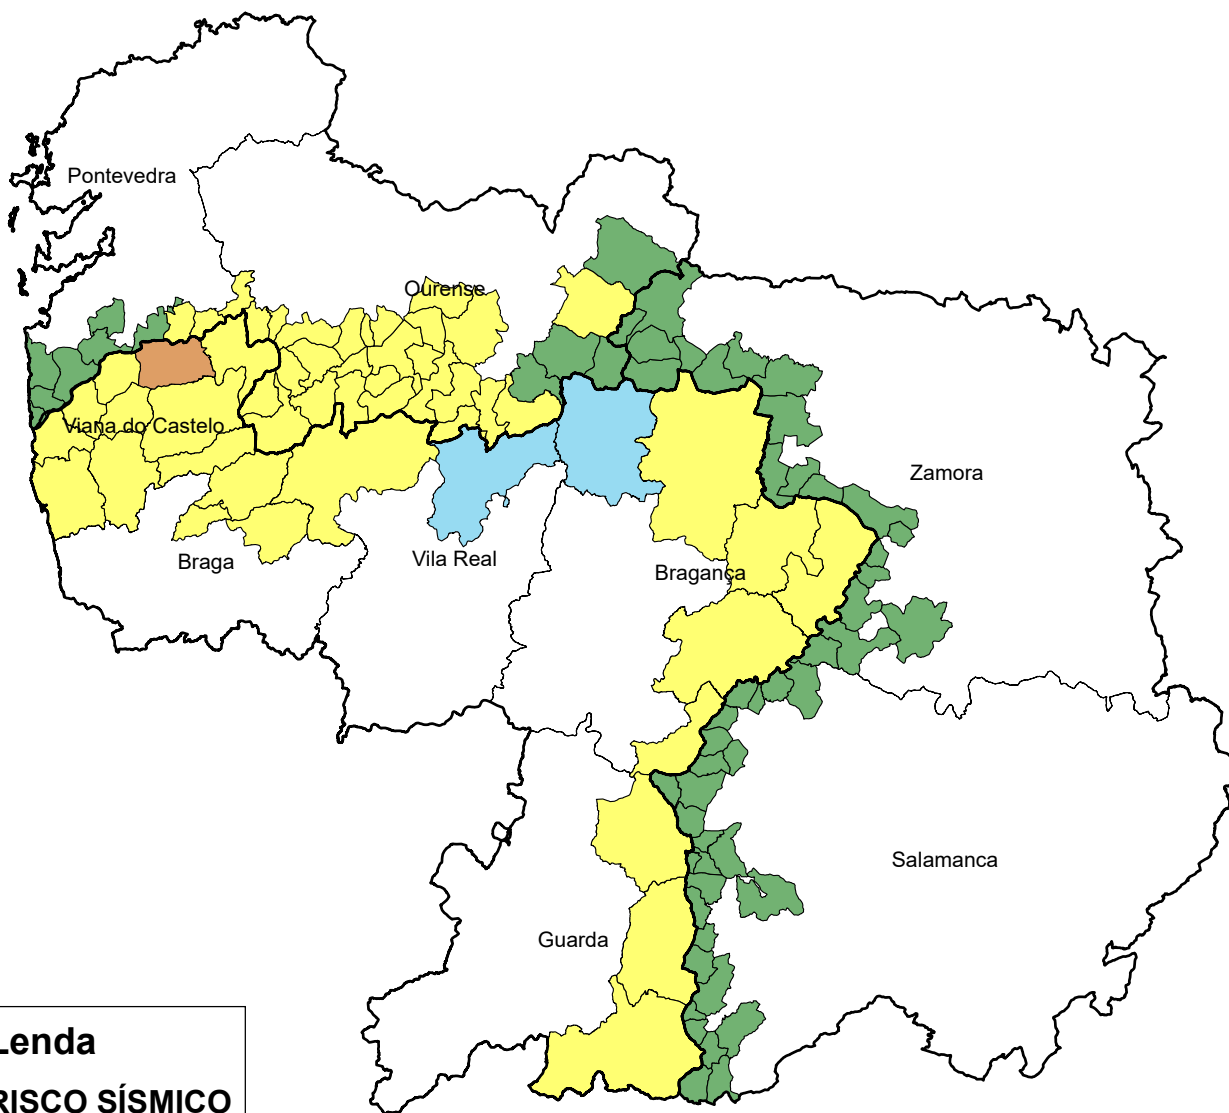 Pontevedra
Ourense
Viana do Castelo
Zamora
Braga
Vila Real
Bragança
Salamanca
Guarda
Lenda
RISCO SÍSMICO